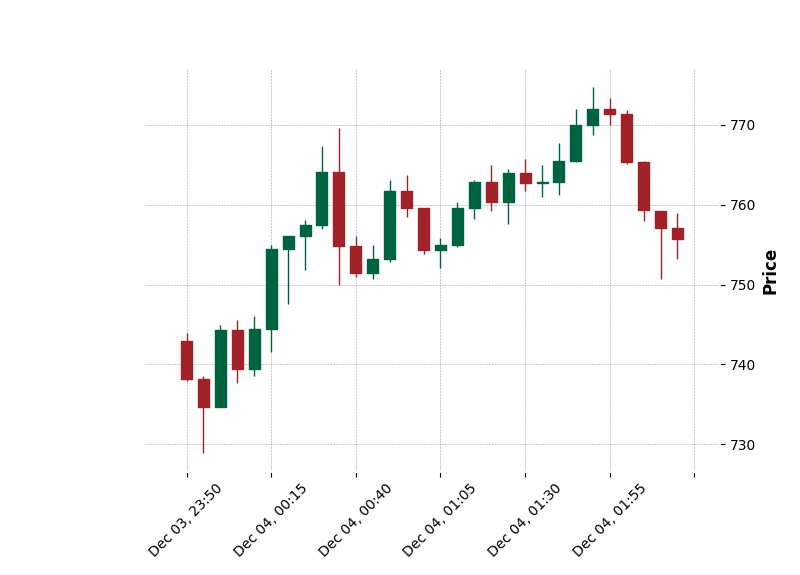 770
760
750
740
730
Price
Dec 03, 23:50
Dec 04, 00:15
Dec 04, 00:40
Dec 04, 01:05
Dec 04, 01:30
Dec 04, 01:55